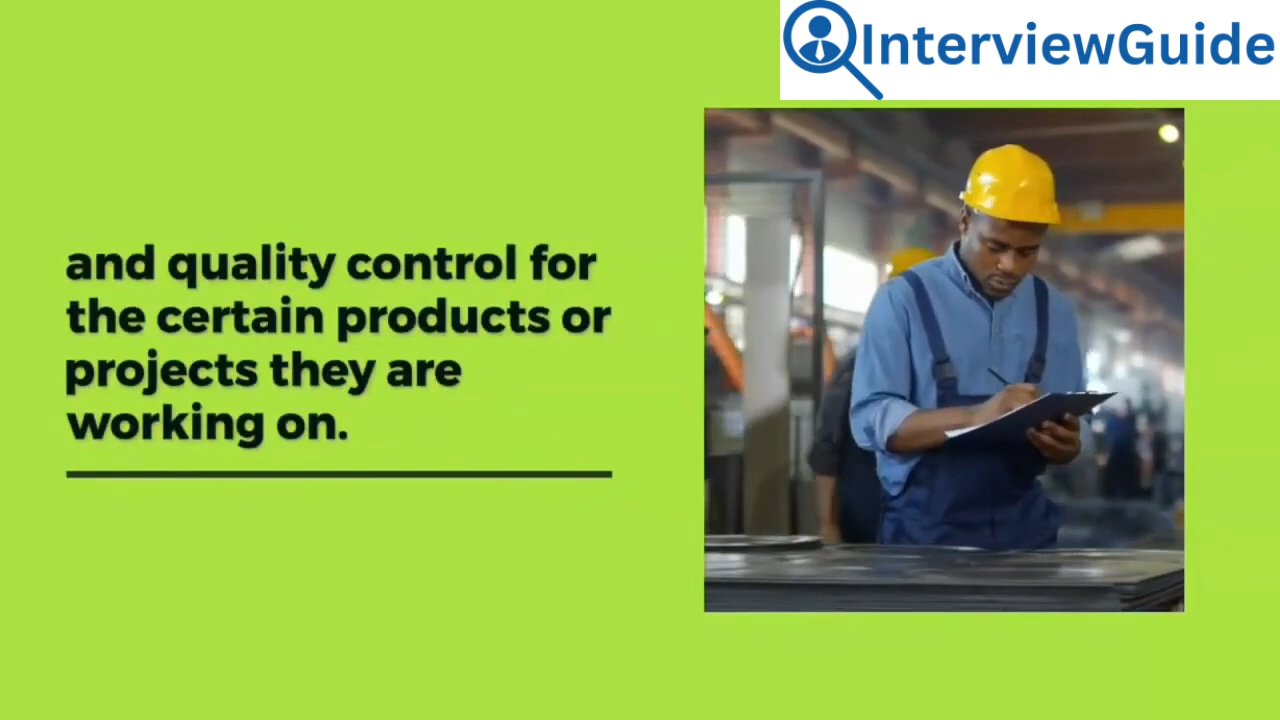 InterviewGuide
and quality control for
the certain products or
projects they are
working on.